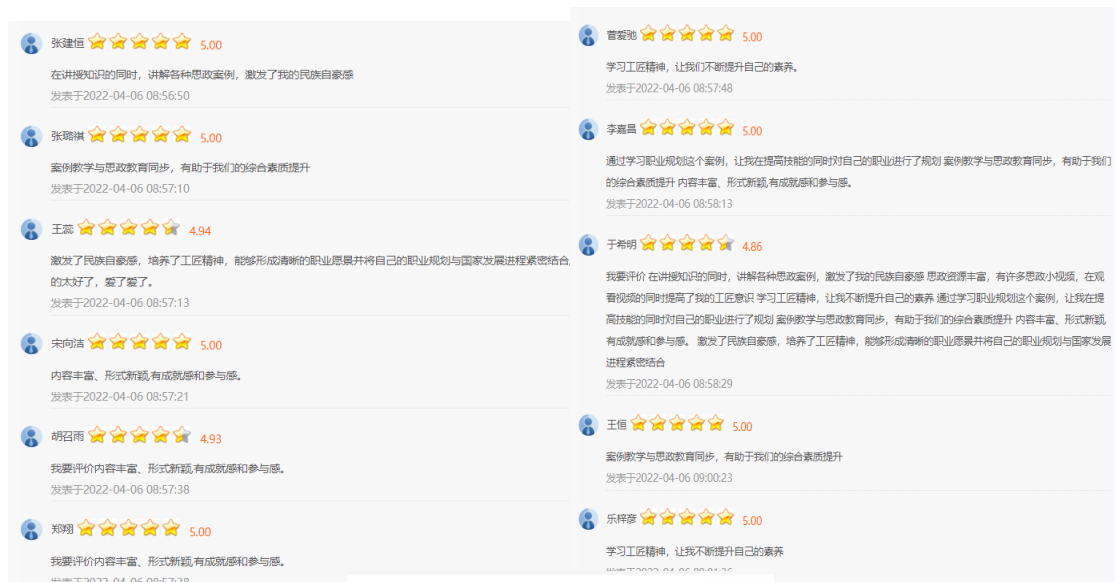 张建恒 5.00
在讲授知识的同时，讲解各种思政案例，激发了我的民族自豪感
发表于2022-04-06 08:56:50
张璐祺 5.00
案例教学与思政教育同步，有助于我们的综合素质提升
发表于2022-04-06 08:57:10
王蕊 4.94
激发了民族自豪感，培养了工匠精神，能够形成清晰的职业愿景并将自己的职业规划与国家发展进程紧密结合
的太好了，爱了爱了。
发表于2022-04-06 08:57:13
宋向洁 5.00
内容丰富、形式新颖,有成就感和参与感。
发表于2022-04-06 08:57:21
胡召雨 4.93
我要评价内容丰富、形式新颖,有成就感和参与感。
发表于2022-04-06 08:57:38
郑翔 5.00
我要评价内容丰富、形式新颖,有成就感和参与感。
发表于2022-04-06 08:57:38
菅爱驰 5.00
学习工匠精神，让我们不断提升自己的素养。
发表于2022-04-06 08:57:48
李嘉昌 5.00
通过学习职业规划这个案例，让我在提高技能的同时对自己的职业进行了规划 案例教学与思政教育同步，有助于我们
的综合素质提升 内容丰富、形式新颖,有成就感和参与感。
发表于2022-04-06 08:58:13
于希明 4.86
我要评价 在讲授知识的同时，讲解各种思政案例，激发了我的民族自豪感 思政资源丰富，有许多思政小视频，在观
看视频的同时提高了我的工匠意识 学习工匠精神，让我不断提升自己的素养 通过学习职业规划这个案例，让我在提
高技能的同时对自己的职业进行了规划 案例教学与思政教育同步，有助于我们的综合素质提升 内容丰富、形式新颖,
有成就感和参与感。 激发了民族自豪感，培养了工匠精神，能够形成清晰的职业愿景并将自己的职业规划与国家发展
进程紧密结合
发表于2022-04-06 08:58:29
王恒 5.00
案例教学与思政教育同步，有助于我们的综合素质提升
发表于2022-04-06 09:00:23
乐梓彦 5.00
学习工匠精神，让我不断提升自己的素养